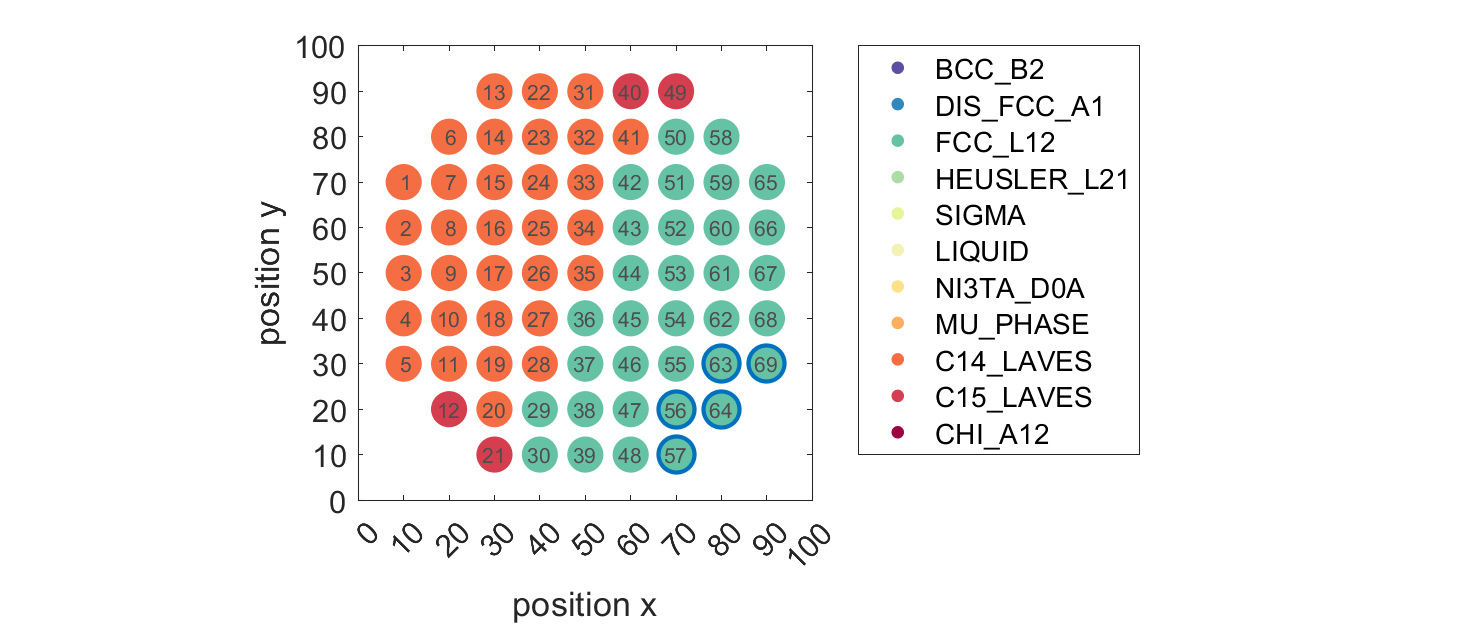 100
90
80
70
60
50
40
30
20
10
0
position y
13 22 31 40 49
6 14 23 32 41 50 58
1 7 15 24 33 42 51 59 65
2 8 16 25 34 43 52 60 66
3 9 17 26 35 44 53 61 67
4 10 18 27 36 45 54 62 68
5 11 19 28 37 46 55 63 69
12 20 29 38 47 56 64
21 30 39 48 57
0 10 20 30 40 50 60 70 80 90 100
position x
BCC_B2
DIS_FCC_A1
FCC_L12
HEUSLER_L21
SIGMA
LIQUID
NI3TA_D0A
MU_PHASE
C14_LAVES
C15_LAVES
CHI_A12